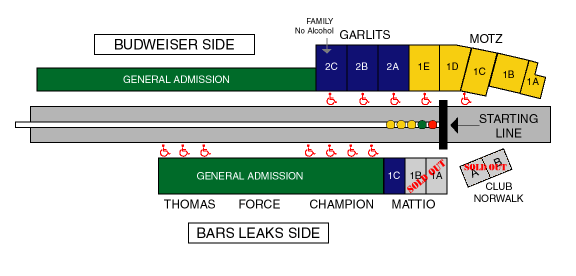 FAMILY
No Alcohol
GARLITS
MOTZ
BUDWEISER SIDE
GENERAL ADMISSION
2C 2B 2A 1E 1D 1C 1B 1A
STARTING
LINE
GENERAL ADMISSION
1C 1B 1A
SOLD OUT
A B
SOLD OUT
CLUB
NORWALK
THOMAS FORCE CHAMPION MATTIO
BARS LEAKS SIDE